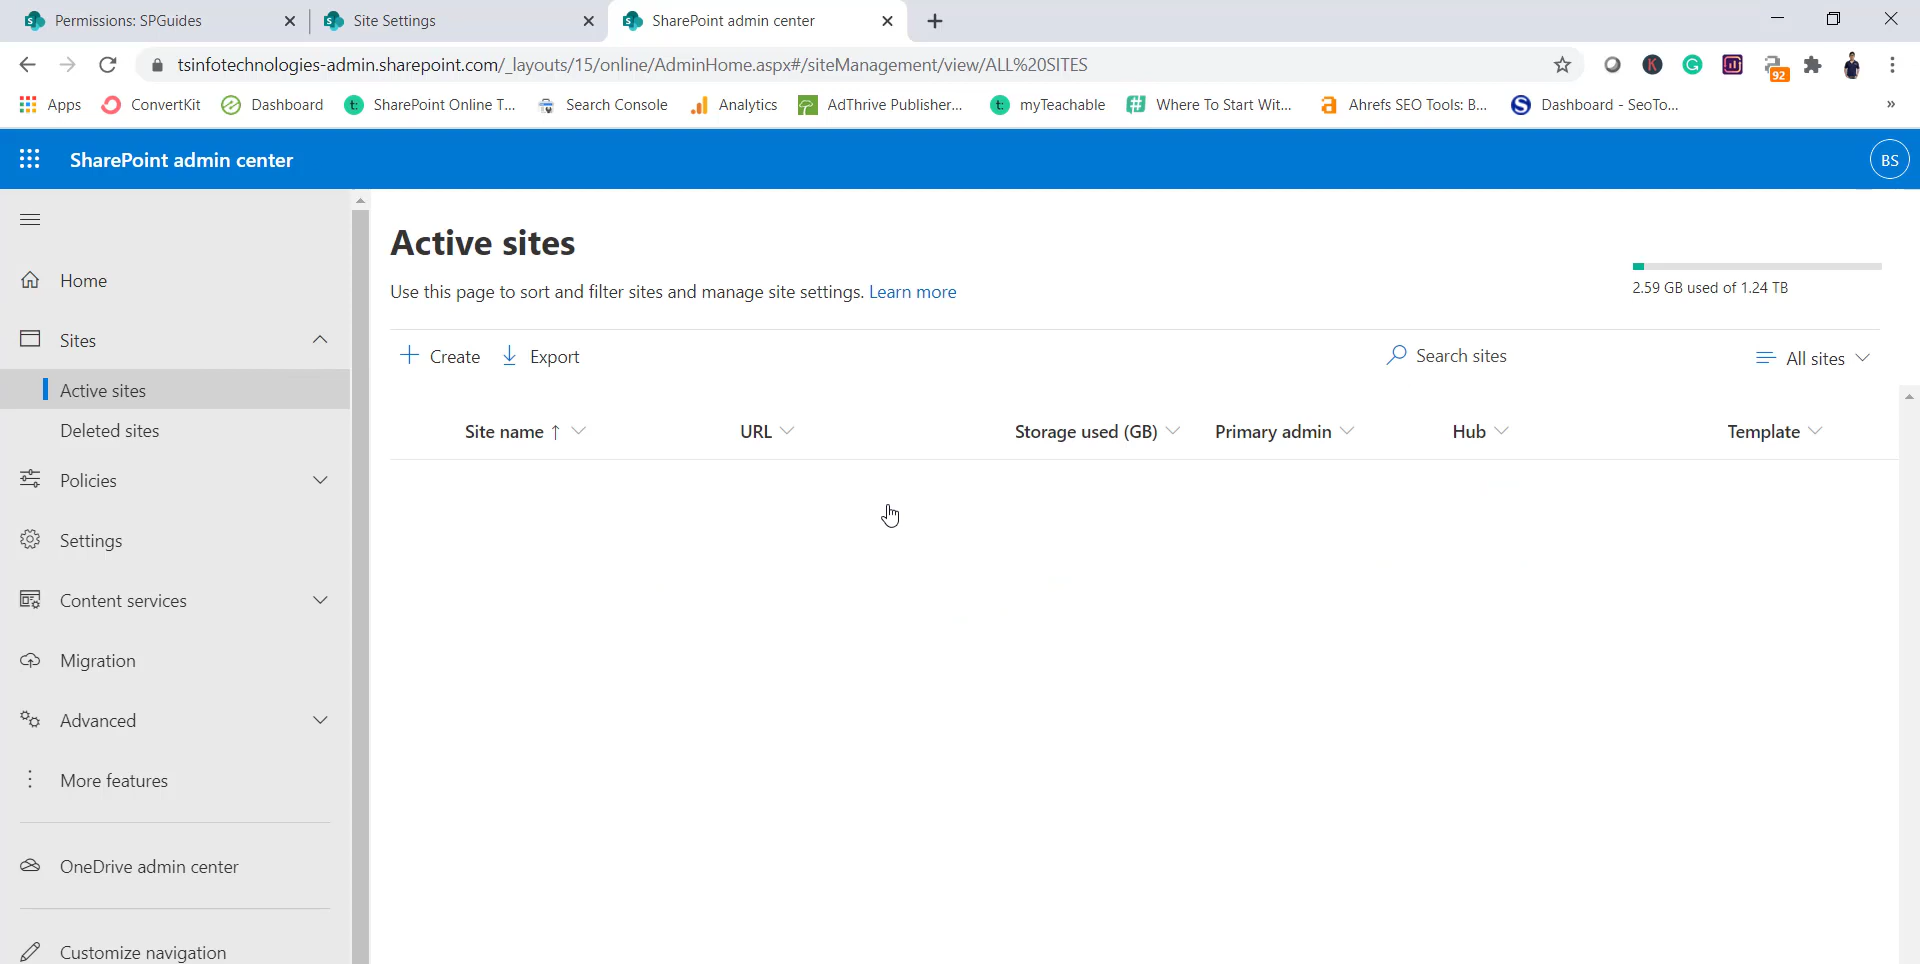 Permissions: SPGuides
Site Settings
SharePoint admin center
tsinfotechnologies-admin.sharepoint.com/_layouts/15/online/AdminHome.aspx#/siteManagement/view/ALL%20SITES
K
G
92
Apps
ConvertKit
Dashboard
SharePoint Online T...
Search Console
Analytics
AdThrive Publisher...
myTeachable
Where To Start Wit...
Ahrefs SEO Tools: B...
Dashboard - SeoTo...
»
SharePoint admin center
BS
Home
Sites
Active sites
Deleted sites
Policies
Settings
Content services
Migration
Advanced
More features
OneDrive admin center
Customize navigation
Active sites
Use this page to sort and filter sites and manage site settings. Learn more
2.59 GB used of 1.24 TB
Create
Export
Search sites
All sites
Site name ↑
URL
Storage used (GB)
Primary admin
Hub
Template